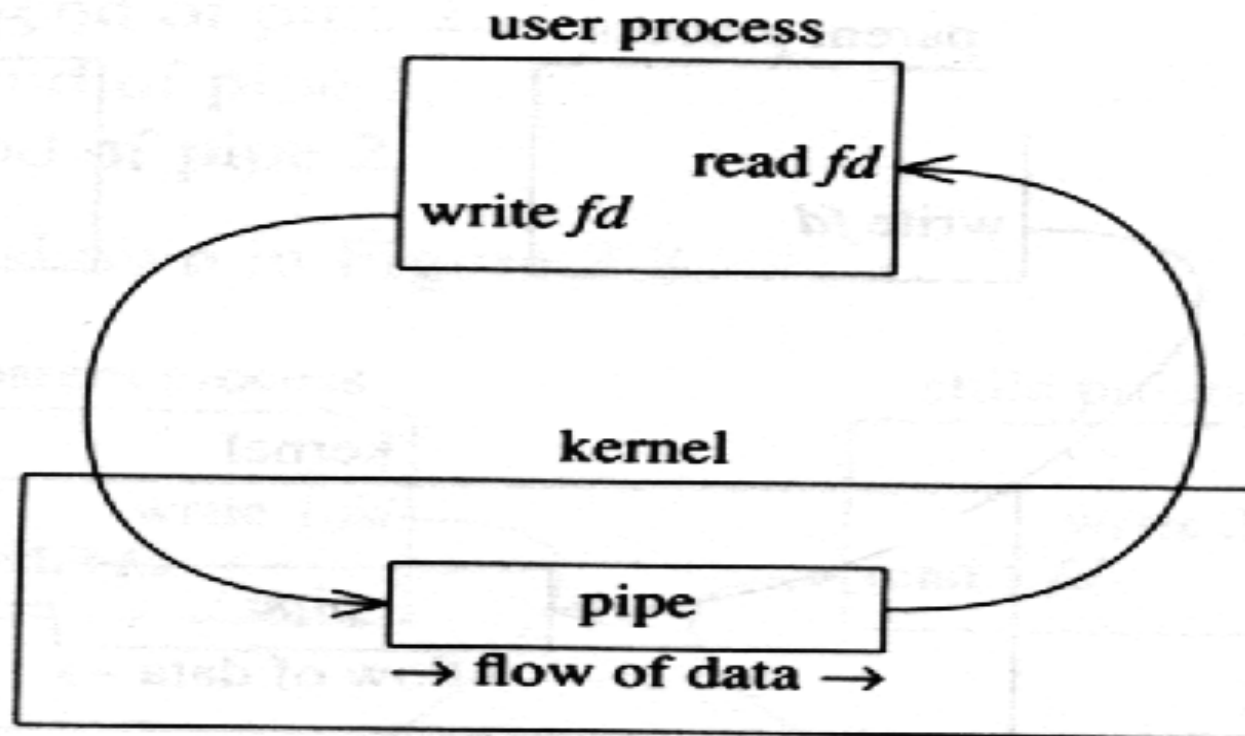 user process
read fd
write fd
kernel
pipe
→ flow of data →